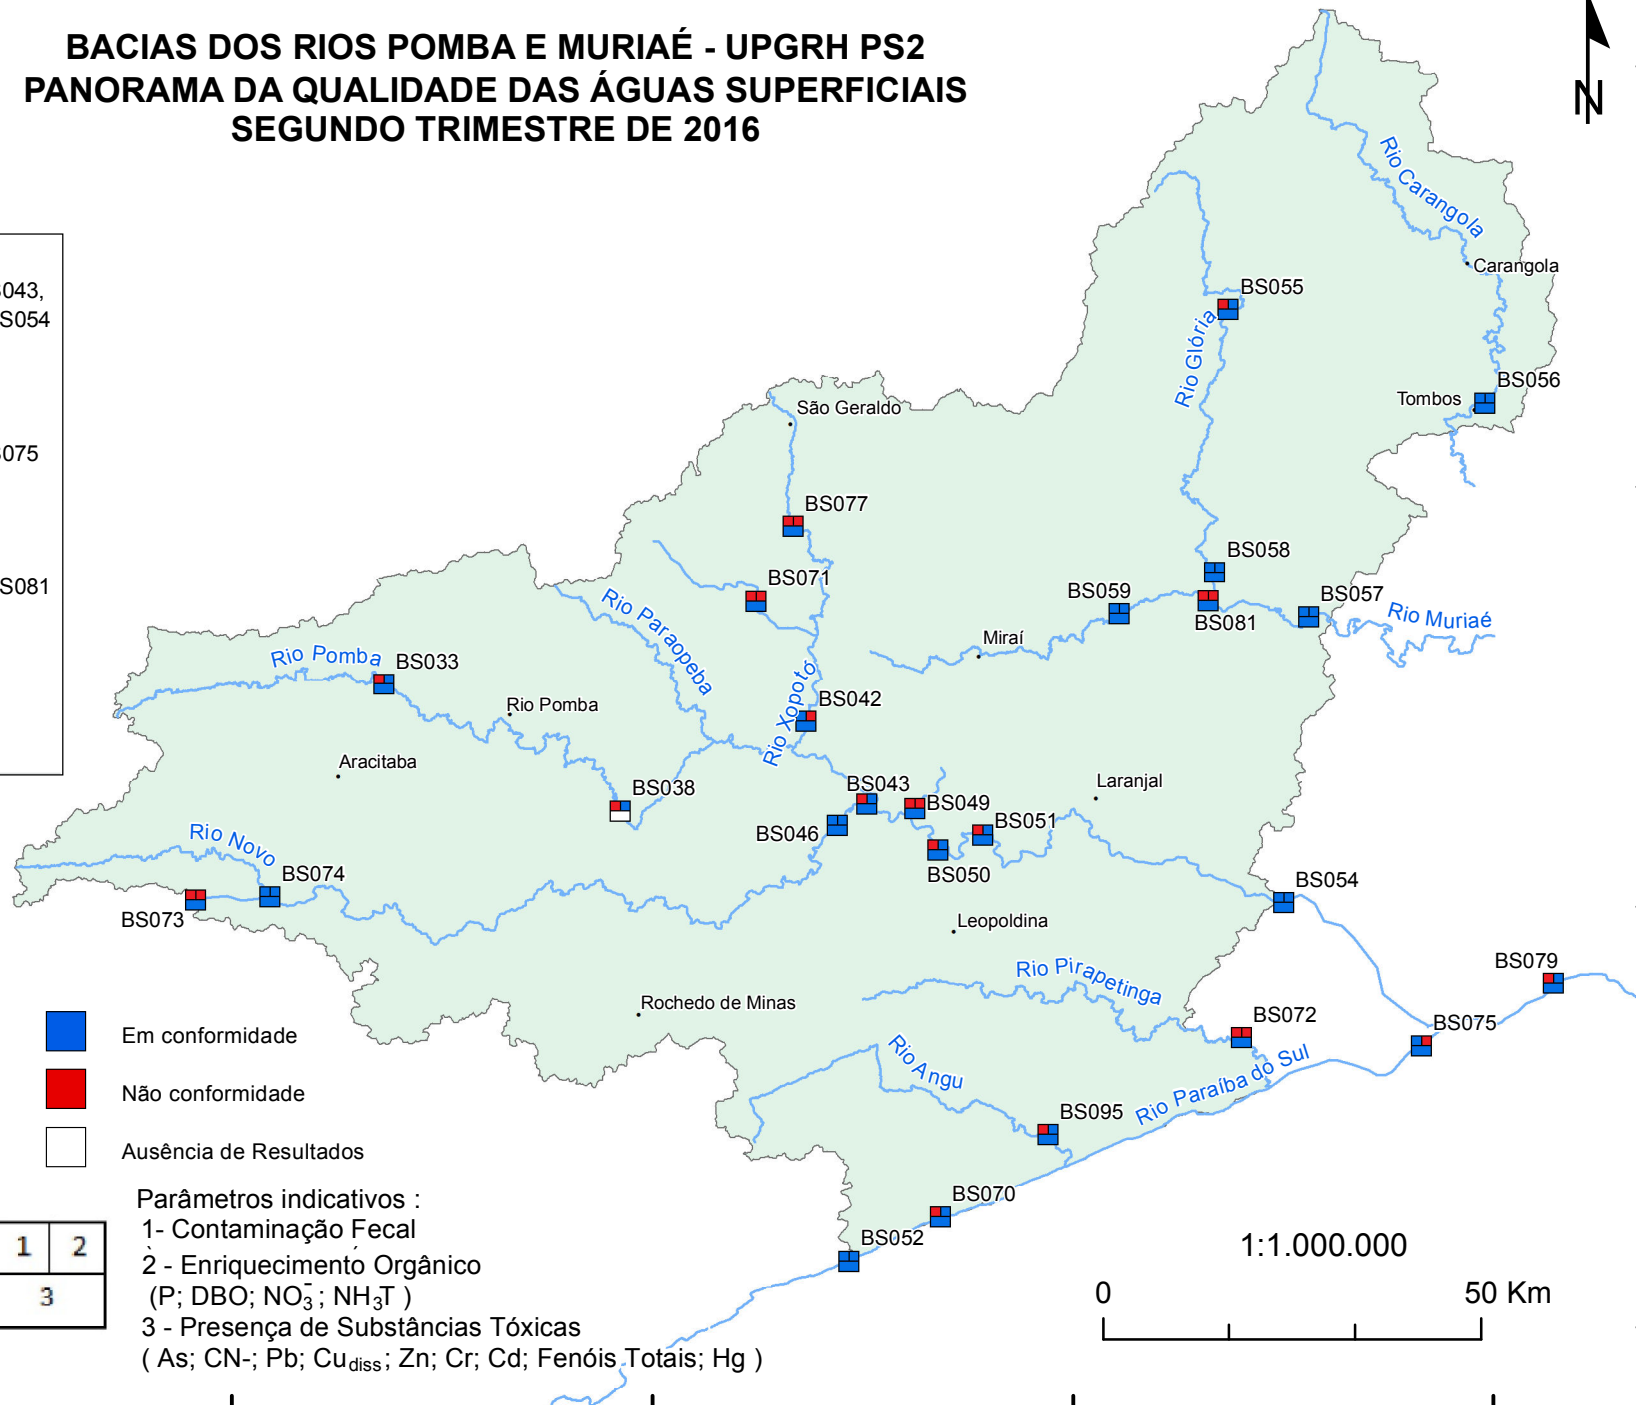 BACIAS DOS RIOS POMBA E MURIAÉ - UPGRH PS2
PANORAMA DA QUALIDADE DAS ÁGUAS SUPERFICIAIS
SEGUNDO TRIMESTRE DE 2016
N
Rio Carangola
Carangola
BS055
Rio Glória
BS056
Tombos
São Geraldo
BS077
BS071
BS058
BS059
BS057
BS081
Rio Muriaé
Miraí
Rio Paraopeba
Rio Pomba
BS033
Rio Pomba
Rio Xopotó
BS042
Aracitaba
BS038
BS043
BS049
Laranjal
BS046
BS051
BS050
Rio Novo
BS074
BS073
BS054
Leopoldina
BS079
Rio Pirapetinga
Rochedo de Minas
BS072
BS075
Rio Angu
Rio Paraíba do Sul
BS095
BS070
BS052
S054
075
S081
Em conformidade
Não conformidade
Ausência de Resultados
Parâmetros indicativos :
1- Contaminação Fecal
2 - Enriquecimento Orgânico
(P; DBO; NO₃⁻; NH₃T )
3 - Presença de Substâncias Tóxicas
( As; CN-; Pb; Cudiss; Zn; Cr; Cd; Fenóis Totais; Hg )
1 2
3
1:1.000.000
0 50 Km